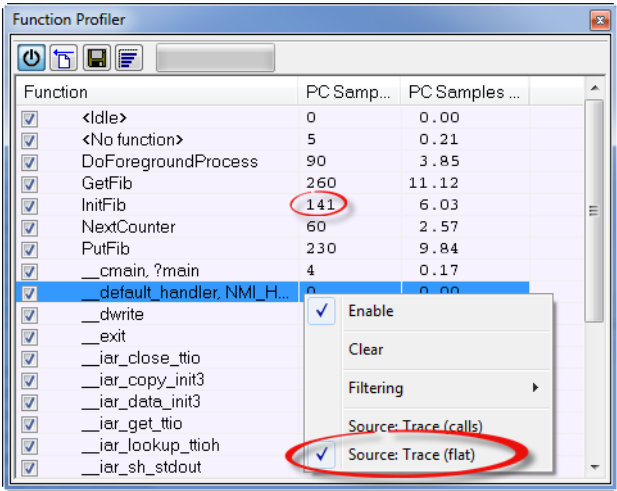 Function Profiler
Function PC Samp... PC Samples ...
<Idle> 0 0.00
<No function> 5 0.21
DoForegroundProcess 90 3.85
GetFib 260 11.12
InitFib 141 6.03
NextCounter 60 2.57
PutFib 230 9.84
__cmain, ?main 4 0.17
__default_handler, NMI_H... 0 0.00
__dwrite
__exit
__iar_close_ttio
__iar_copy_init3
__iar_data_init3
__iar_get_ttio
__iar_lookup_ttioh
__iar_sh_stdout
Enable
Clear
Filtering
Source: Trace (calls)
Source: Trace (flat)